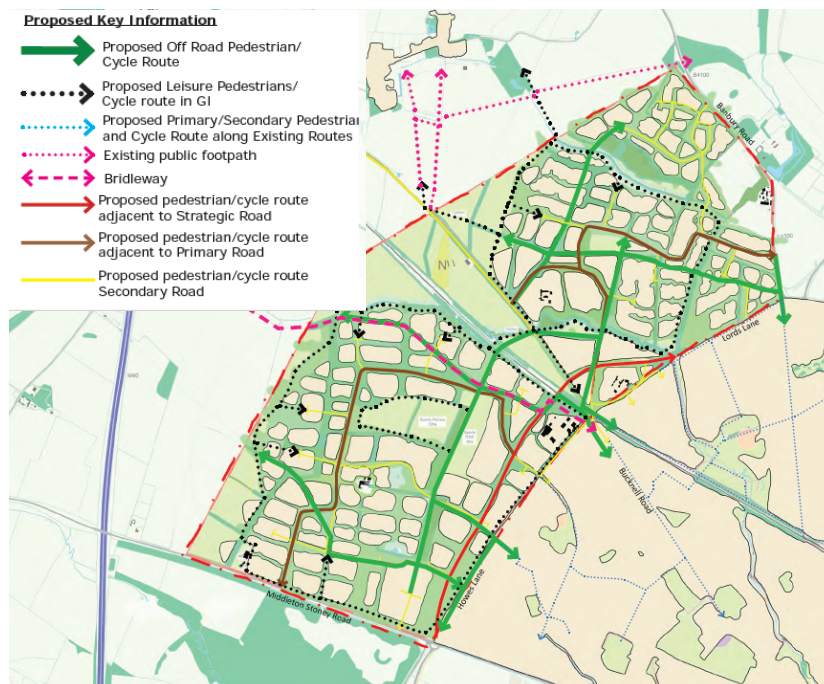 Proposed Key Information
Proposed Off Road Pedestrian/
Cycle Route
Proposed Leisure Pedestrians/
Cycle route in GI
Proposed Primary/Secondary Pedestrian
and Cycle Route along Existing Routes
Existing public footpath
Bridleway
Proposed pedestrian/cycle route
adjacent to Strategic Road
Proposed pedestrian/cycle route
adjacent to Primary Road
Proposed pedestrian/cycle route
Secondary Road
B4100
Banbury Road
Lords Lane
Bucknell Road
Howes Lane
Middleton Stoney Road